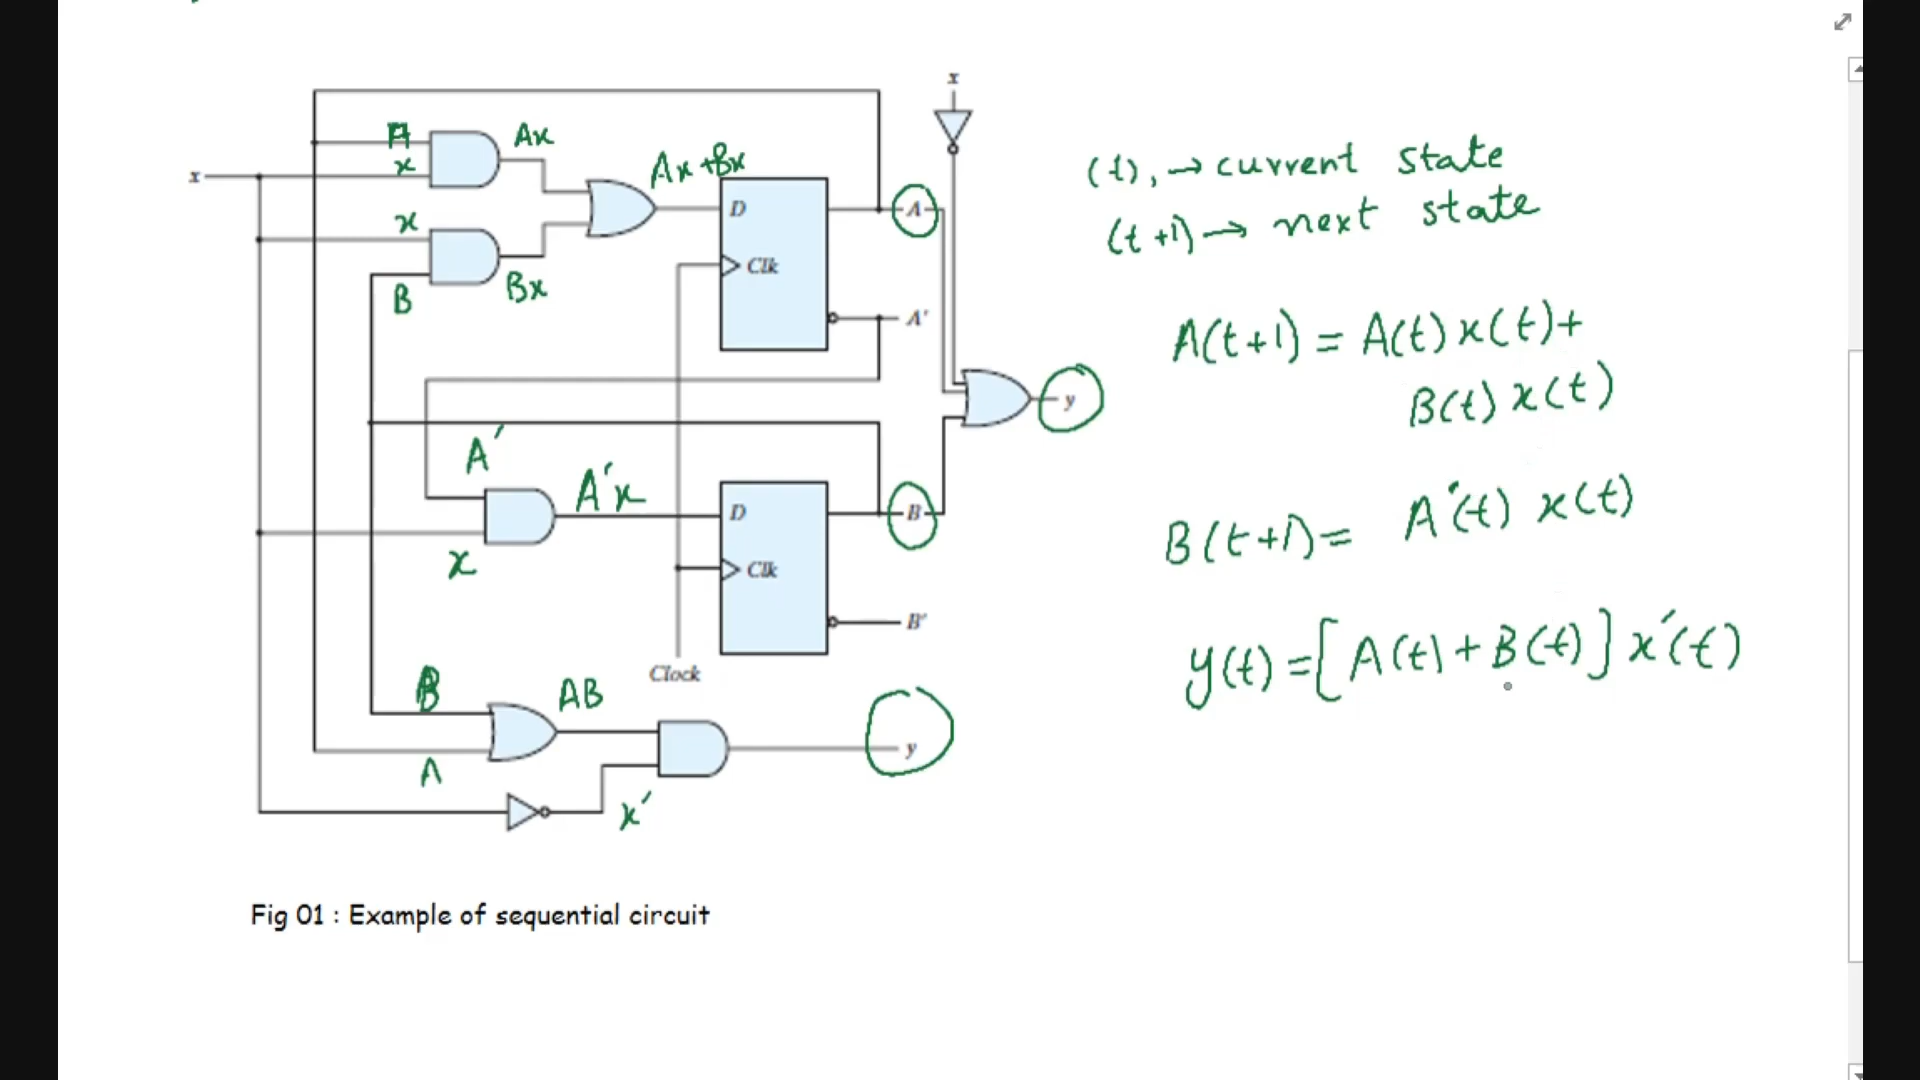 x
A
x
Ax
Ax+Bx
x
B
Bx
D
Clk
A
A'
x
y
A'
x
A'x
D
Clk
B
B'
Clock
B
A
AB
x'
y
(t), → current state
(t+1) → next state
A(t+1) = A(t) x(t) +
B(t) x(t)
B(t+1) = A'(t) x(t)
y(t) = [A(t) + B(t)] x'(t)
Fig 01 : Example of sequential circuit